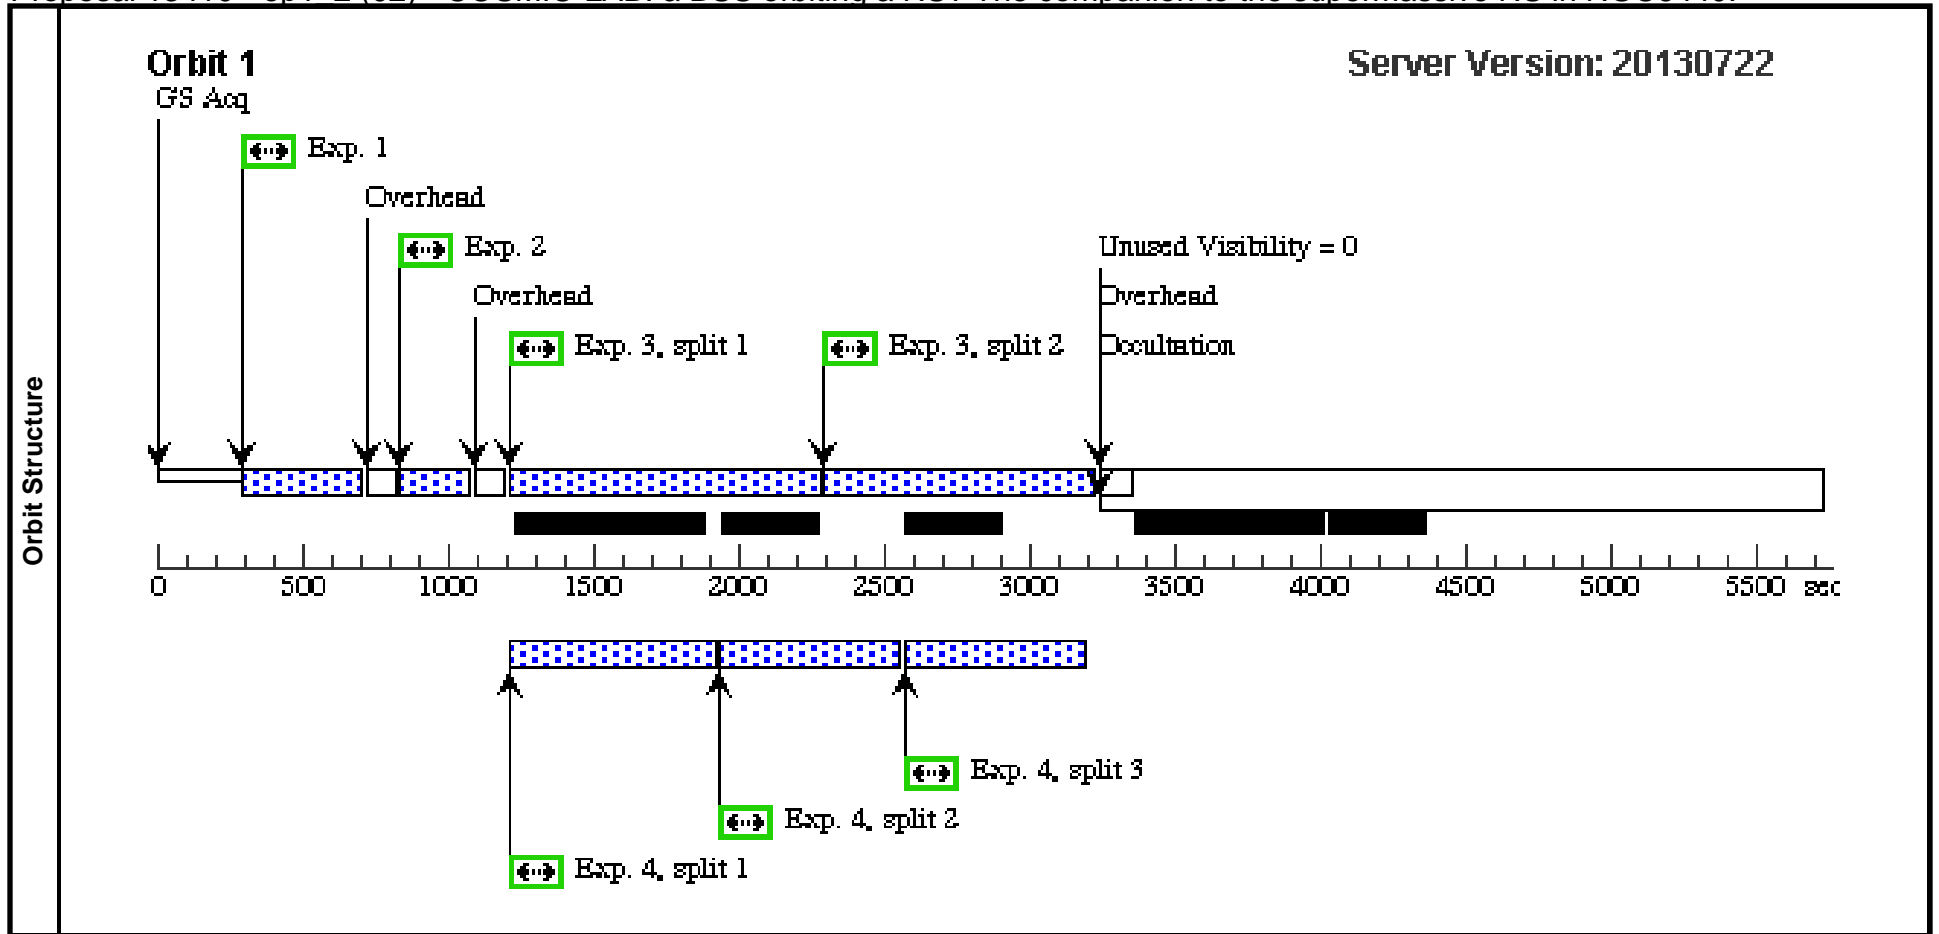 Orbit Structure
Orbit 1
Server Version: 20130722
GS Acq
Exp. 1
Overhead
Exp. 2
Unused Visibility = 0
Overhead
Overhead
Exp. 3, split 1
Exp. 3, split 2
Occultation
0 500 1000 1500 2000 2500 3000 3500 4000 4500 5000 5500 sec
Exp. 4, split 3
Exp. 4, split 2
Exp. 4, split 1